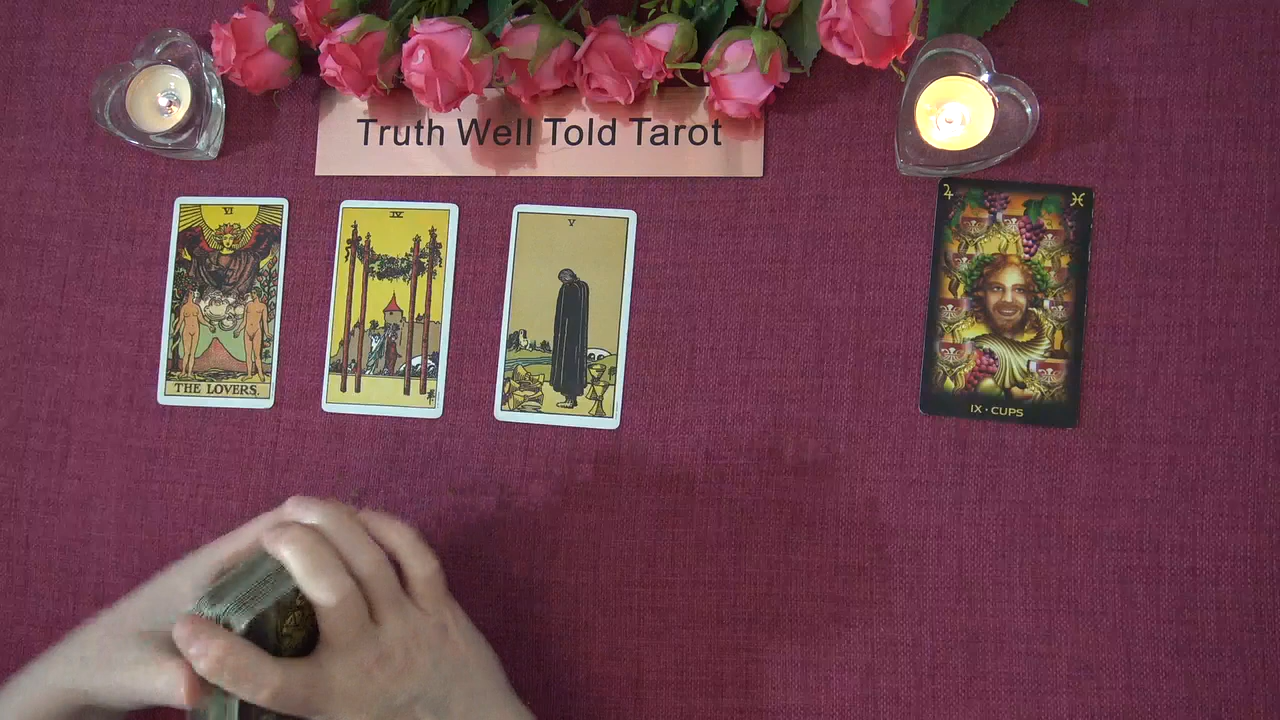 Truth Well Told Tarot
VI
THE LOVERS.
IV
V
IX · CUPS